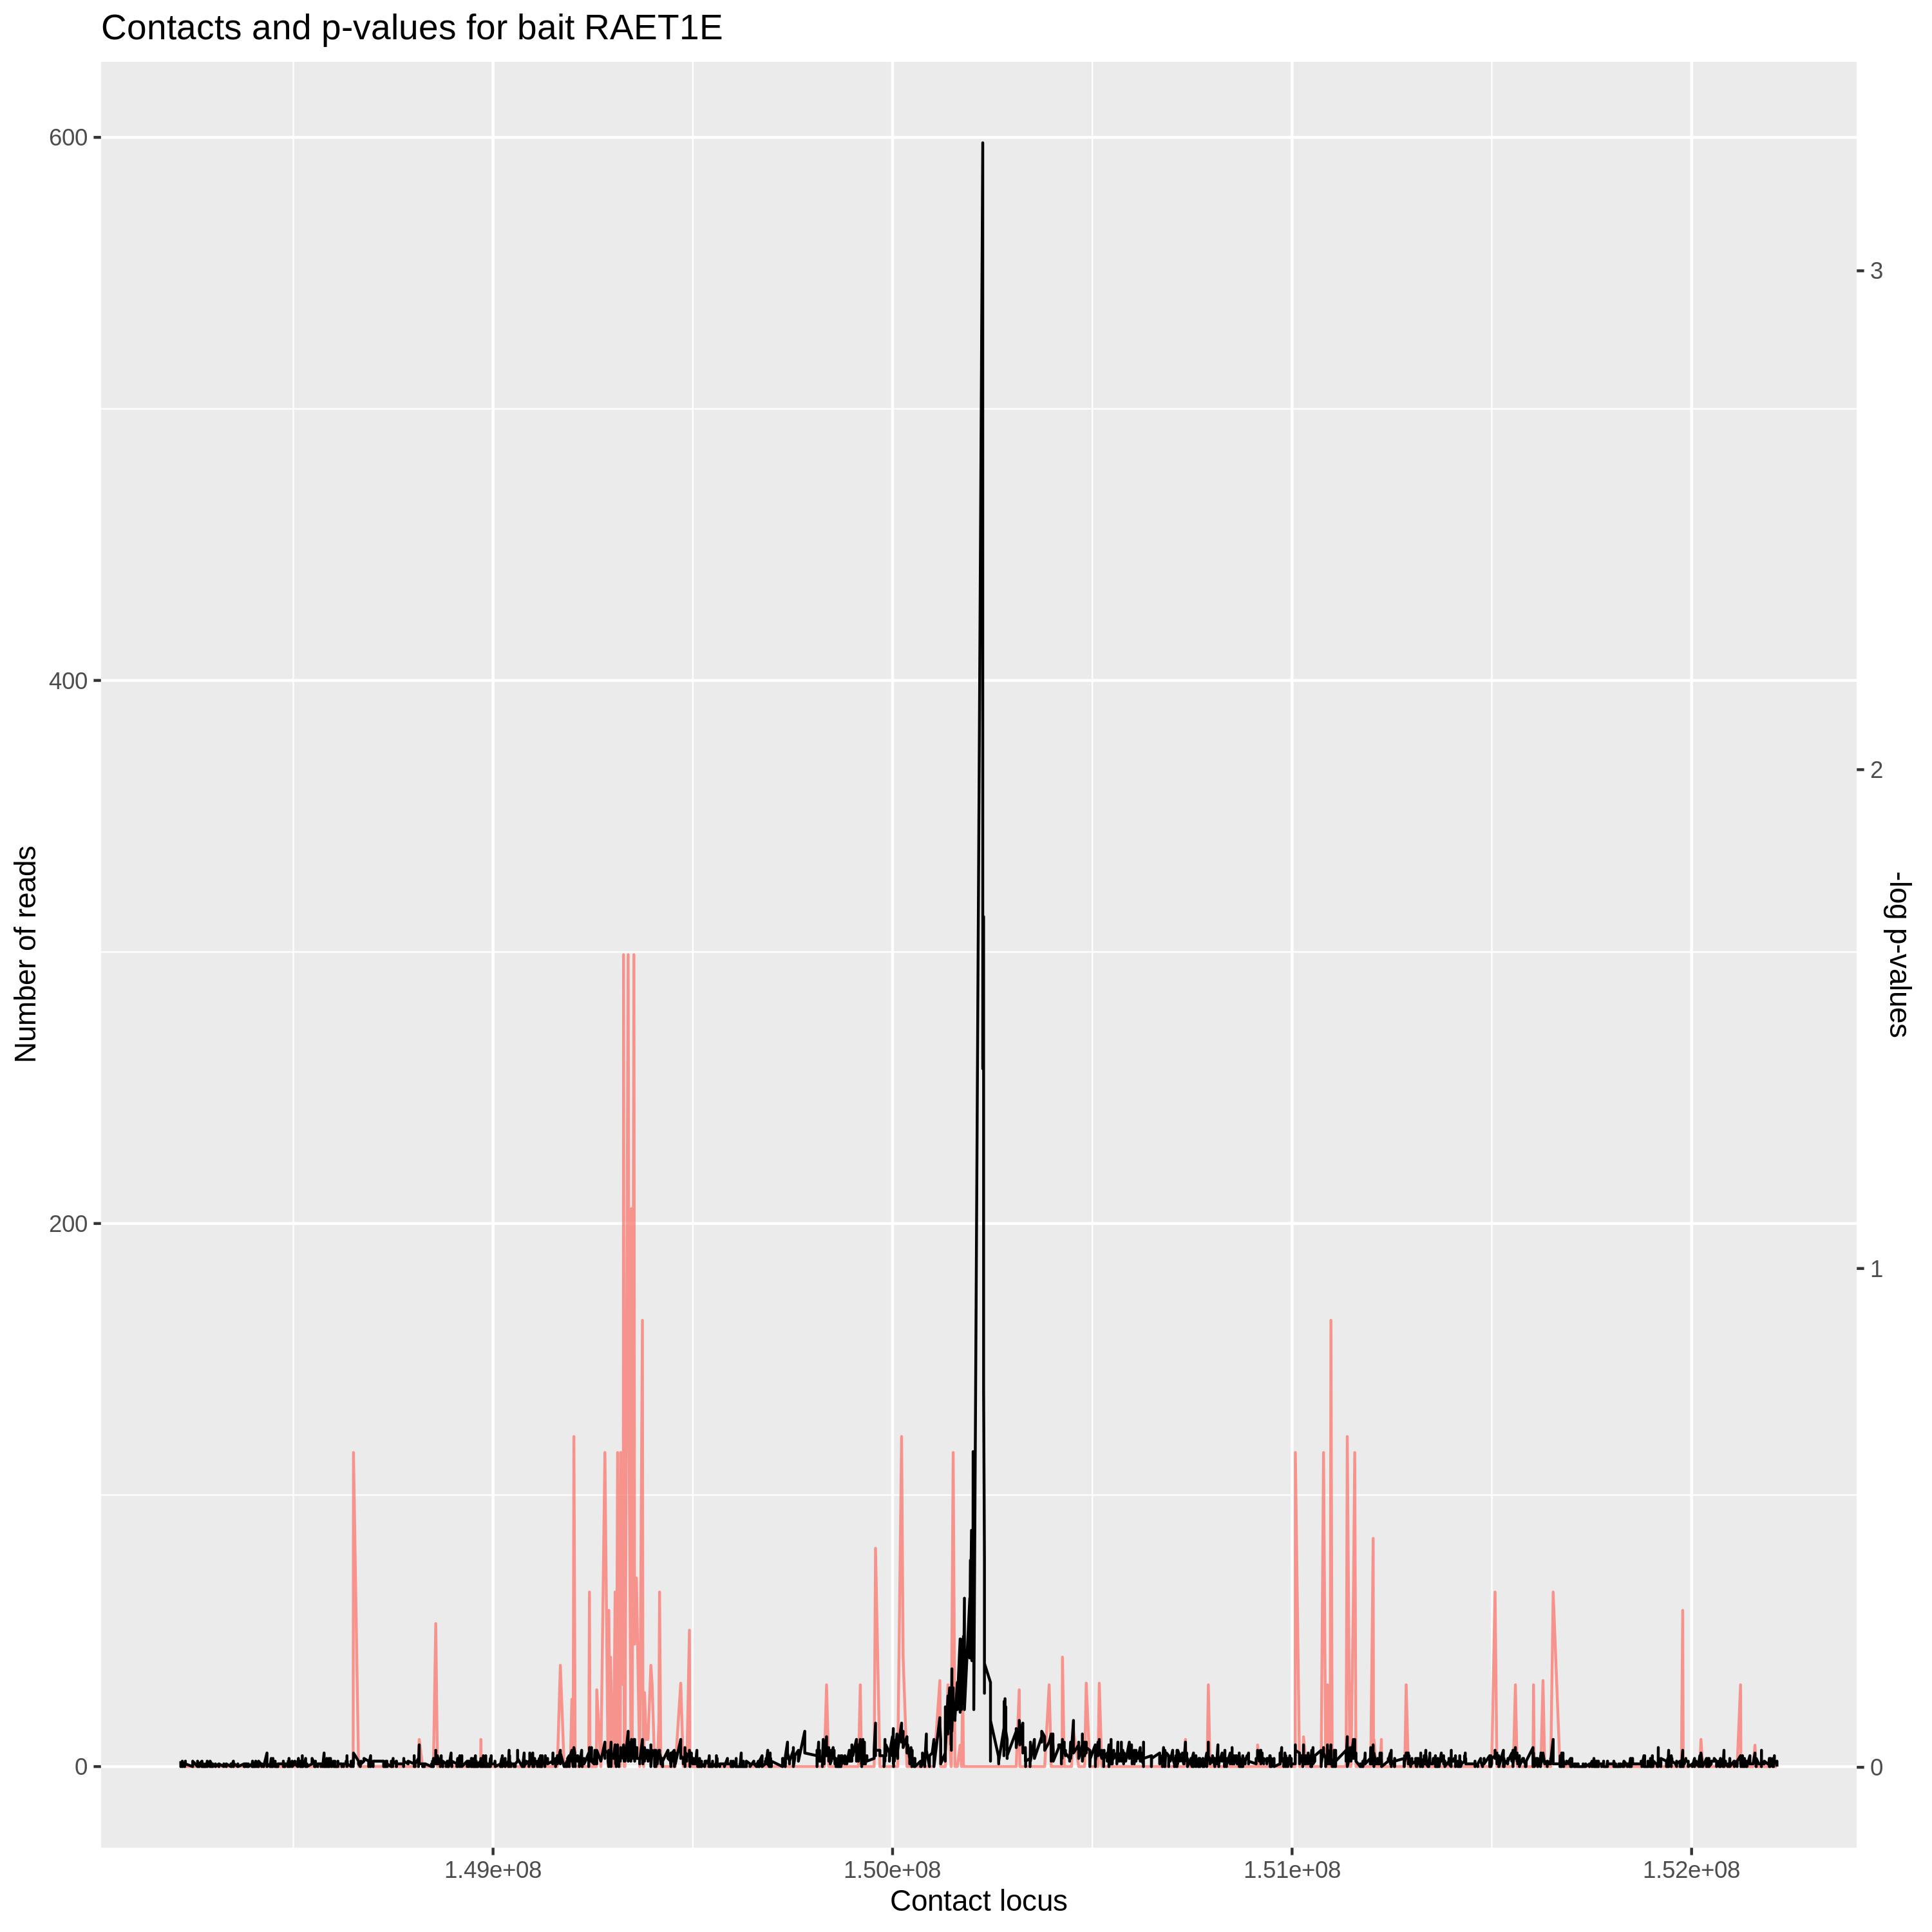 Contacts and p-values for bait RAET1E
600
400
200
0
Number of reads
3
2
1
0
-log p-values
1.49e+08
1.50e+08
1.51e+08
1.52e+08
Contact locus